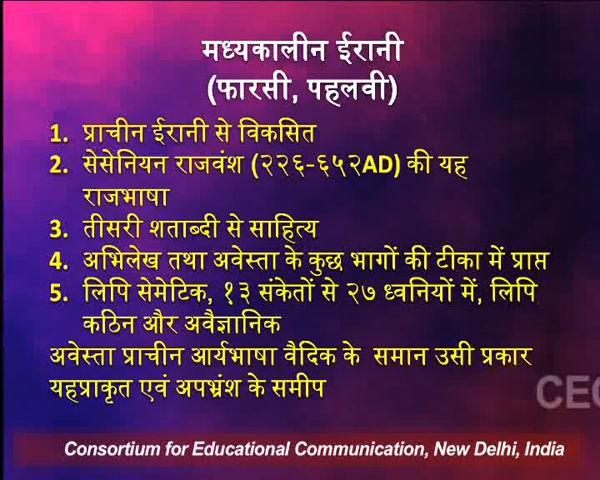 मध्यकालीन ईरानी
(फारसी, पहलवी)
1. प्राचीन ईरानी से विकसित
2. सेसेनियन राजवंश (२२६-६५२AD) की यह
राजभाषा
3. तीसरी शताब्दी से साहित्य
4. अभिलेख तथा अवेस्ता के कुछ भागों की टीका में प्राप्त
5. लिपि सेमेटिक, १३ संकेतों से २७ ध्वनियों में, लिपि
कठिन और अवैज्ञानिक
अवेस्ता प्राचीन आर्यभाषा वैदिक के समान उसी प्रकार
यहप्राकृत एवं अपभ्रंश के समीप
CEC
Consortium for Educational Communication, New Delhi, India